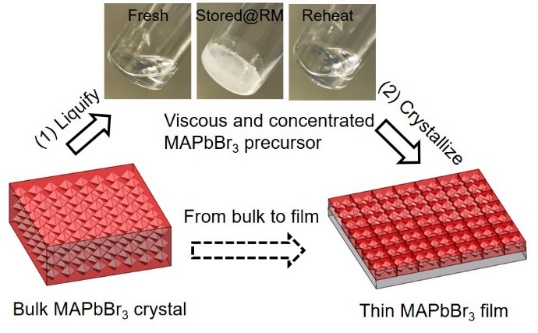 Fresh
Stored@RM
Reheat
(1) Liquify
Viscous and concentrated
MAPbBr₃ precursor
(2) Crystallize
From bulk to film
Bulk MAPbBr₃ crystal
Thin MAPbBr₃ film